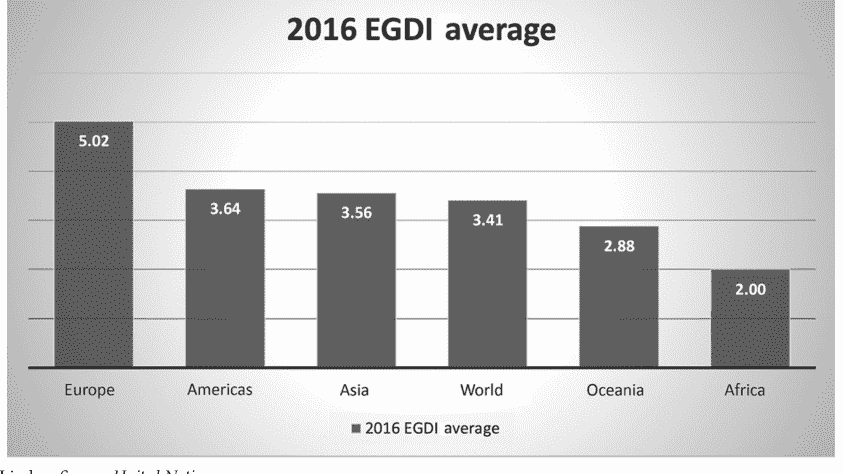 2016 EGDI average
5.02
3.64
3.56
3.41
2.88
2.00
Europe Americas Asia World Oceania Africa
2016 EGDI average